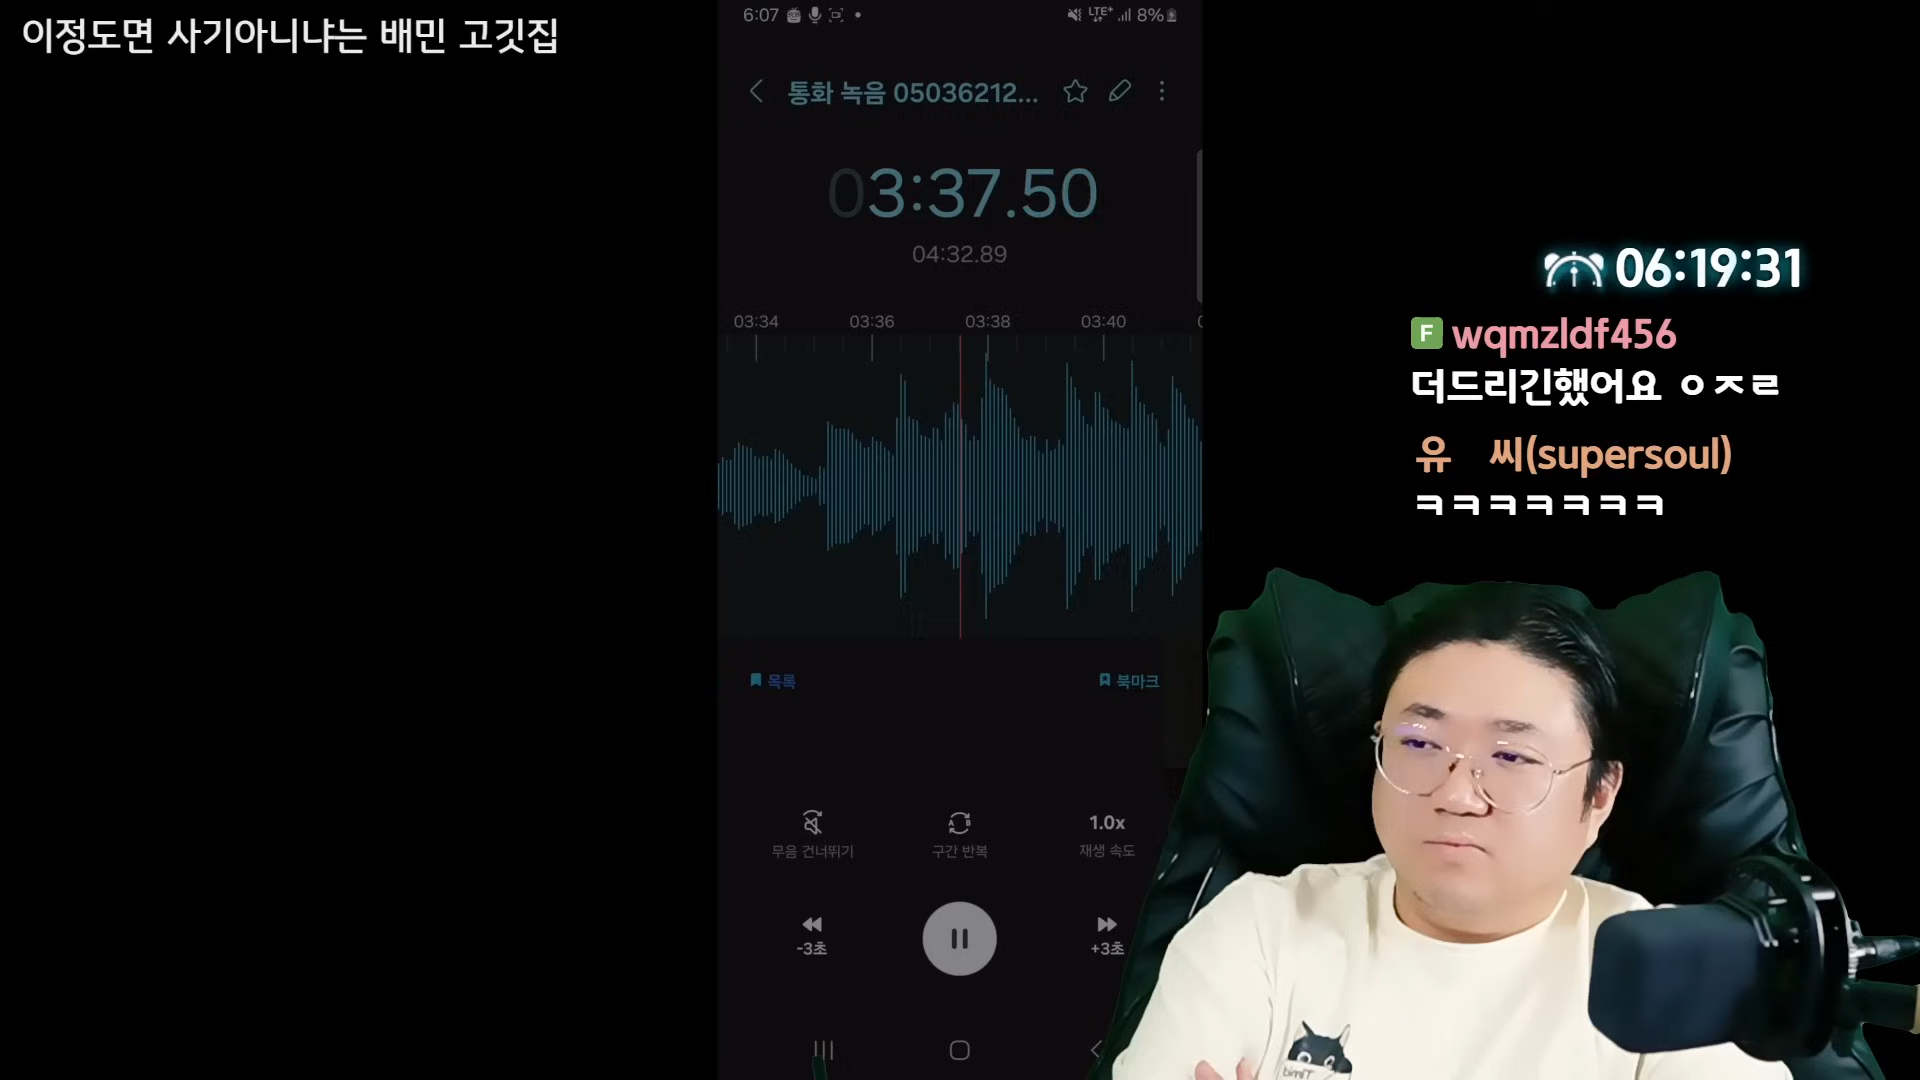 이정도면 사기아니냐는 배민 고깃집
6:07
LTE+
8%
통화 녹음 05036212...
03:37.50
04:32.89
03:34 03:36 03:38 03:40
목록
북마크
무음 건너뛰기
구간 반복
1.0x
재생 속도
-3초
+3초
06:19:31
F wqmzldf456
더드리긴했어요 ㅇㅈㄹ
유 씨(supersoul)
ㅋㅋㅋㅋㅋㅋㅋ